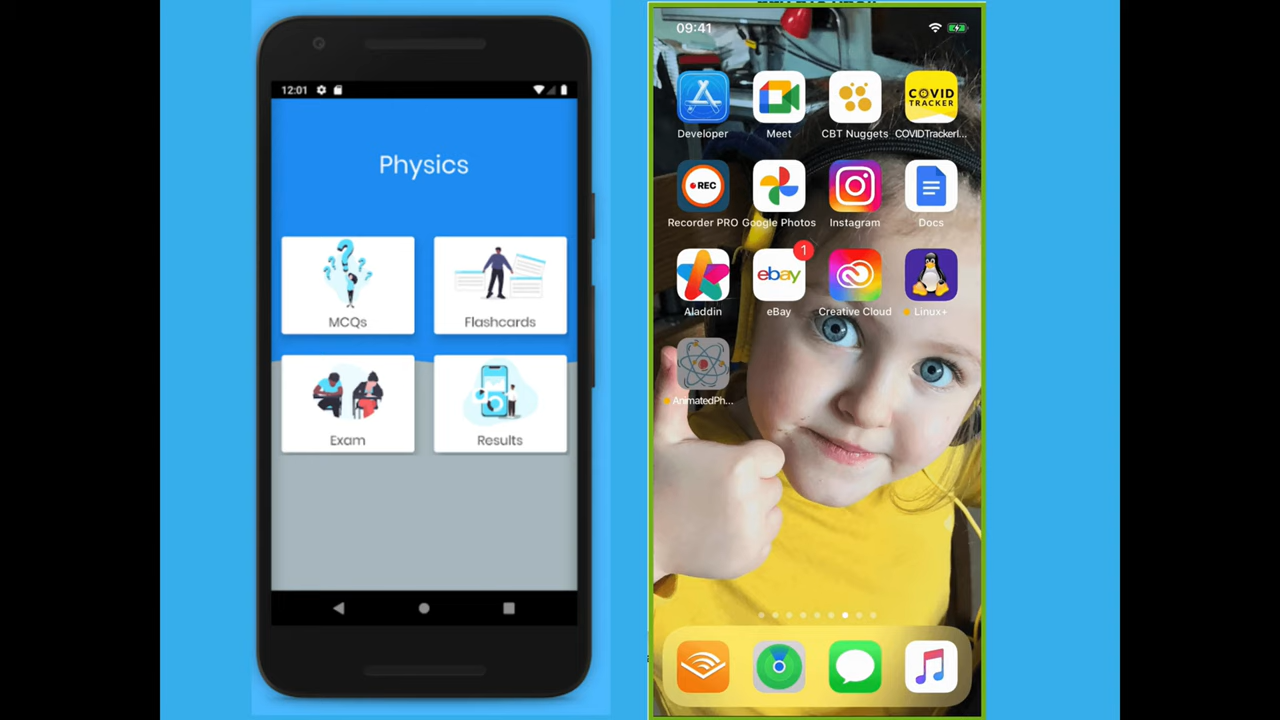 12:01
Physics
MCQs
Flashcards
Exam
Results
09:41
COVID
TRACKER
Developer
Meet
CBT Nuggets
COVIDTrackerI...
REC
Recorder PRO
Google Photos
Instagram
Docs
1
ebay
Aladdin
eBay
Creative Cloud
Linux+
AnimatedPh...